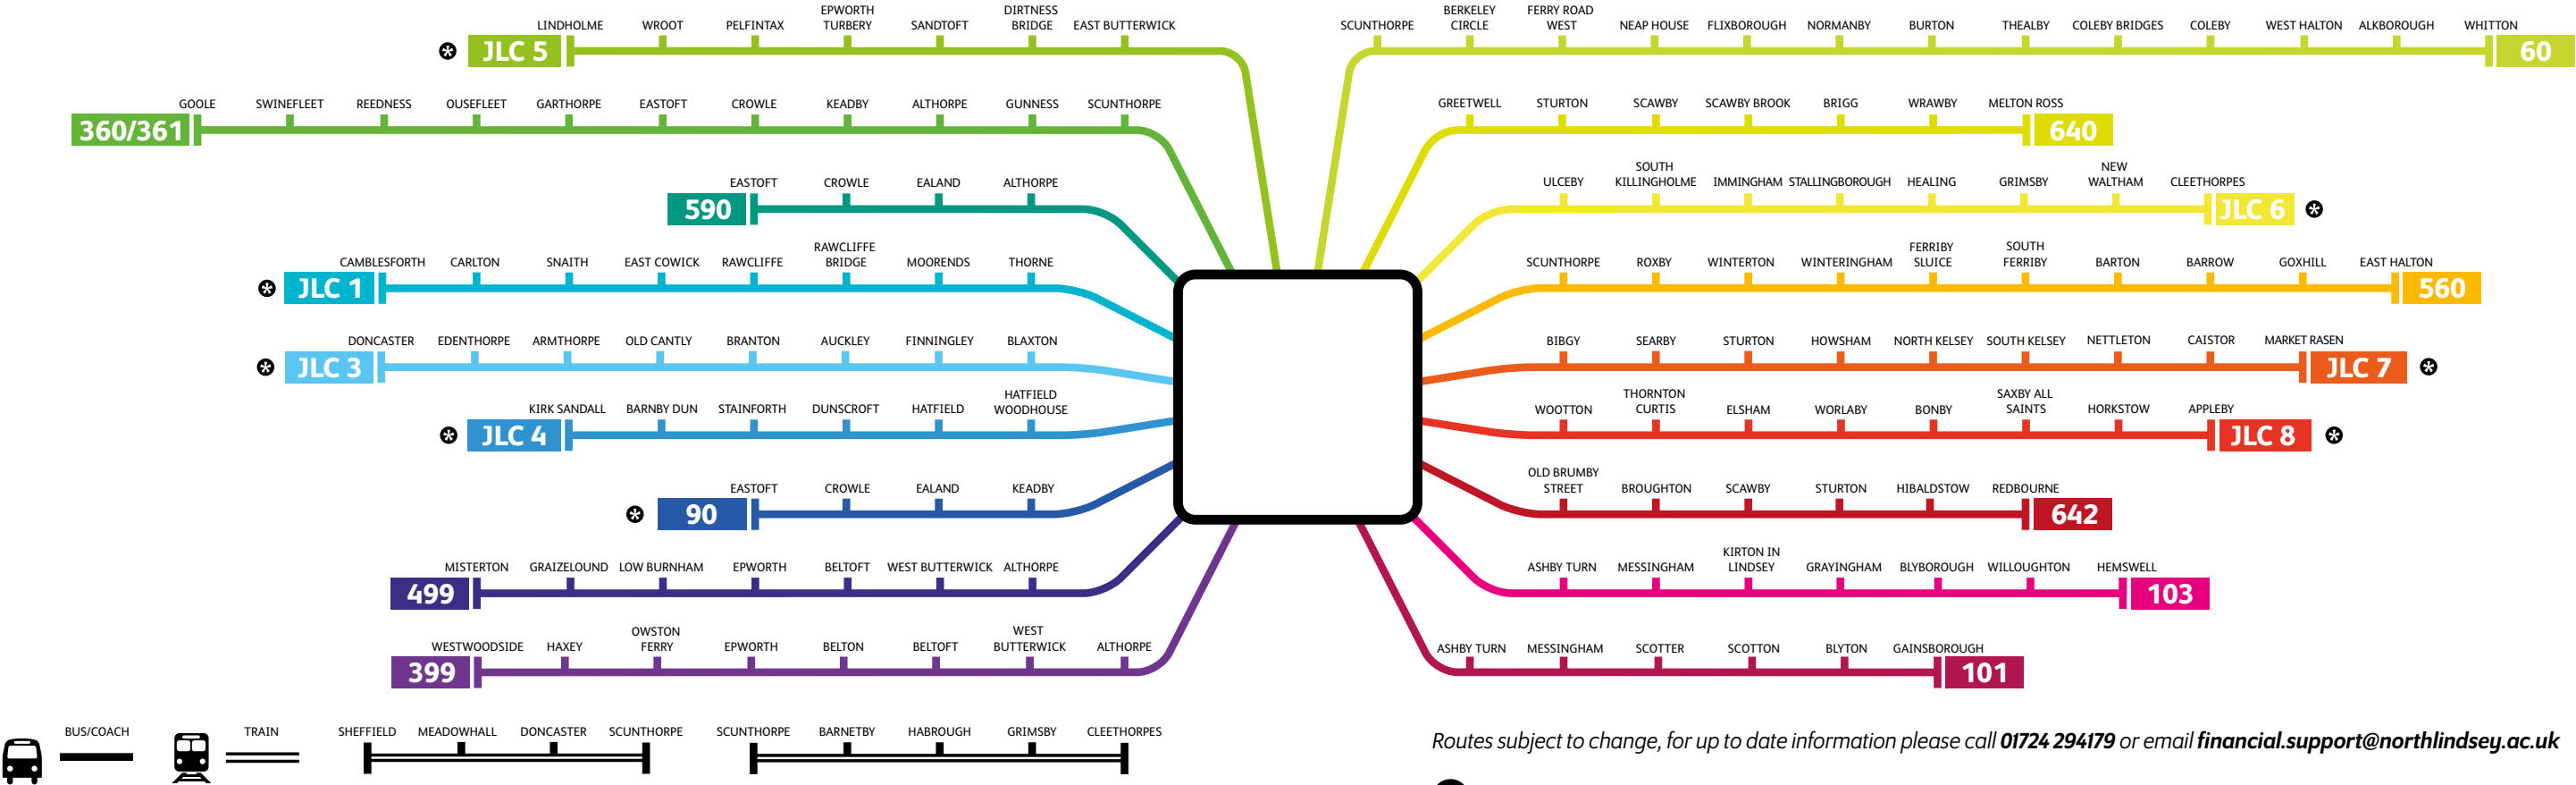 JLC 5
LINDHOLME
WROOT
PELFINTAX
EPWORTH
TURBERY
SANDTOFT
DIRTNESS
BRIDGE
EAST BUTTERWICK
SCUNTHORPE
BERKELEY
CIRCLE
FERRY ROAD
WEST
NEAP HOUSE
FLIXBOROUGH
NORMANBY
BURTON
THEALBY
COLEBY BRIDGES
COLEBY
WEST HALTON
ALKBOROUGH
WHITTON
60
360/361
GOOLE
SWINEFLEET
REEDNESS
OUSEFLEET
GARTHORPE
EASTOFT
CROWLE
KEADBY
ALTHORPE
GUNNESS
SCUNTHORPE
GREETWELL
STURTON
SCAWBY
SCAWBY BROOK
BRIGG
WRAWBY
MELTON ROSS
640
590
EASTOFT
CROWLE
EALAND
ALTHORPE
ULCEBY
SOUTH
KILLINGHOLME
IMMINGHAM
STALLINGBOROUGH
HEALING
GRIMSBY
NEW
WALTHAM
CLEETHORPES
JLC 6
JLC 1
CAMBLESFORTH
CARLTON
SNAITH
EAST COWICK
RAWCLIFFE
RAWCLIFFE
BRIDGE
MOORENDS
THORNE
SCUNTHORPE
ROXBY
WINTERTON
WINTERINGHAM
FERRIBY
SLUICE
SOUTH
FERRIBY
BARTON
BARROW
GOXHILL
EAST HALTON
560
JLC 3
DONCASTER
EDENTHORPE
ARMTHORPE
OLD CANTLY
BRANTON
AUCKLEY
FINNINGLEY
BLAXTON
BIBGY
SEARBY
STURTON
HOWSHAM
NORTH KELSEY
SOUTH KELSEY
NETTLETON
CAISTOR
MARKET RASEN
JLC 7
JLC 4
KIRK SANDALL
BARNBY DUN
STAINFORTH
DUNSCROFT
HATFIELD
HATFIELD
WOODHOUSE
WOOTTON
THORNTON
CURTIS
ELSHAM
WORLABY
BONBY
SAXBY ALL
SAINTS
HORKSTOW
APPLEBY
JLC 8
90
EASTOFT
CROWLE
EALAND
KEADBY
OLD BRUMBY
STREET
BROUGHTON
SCAWBY
STURTON
HIBALDSTOW
REDBOURNE
642
499
MISTERTON
GRAIZELOUND
LOW BURNHAM
EPWORTH
BELTOFT
WEST BUTTERWICK
ALTHORPE
ASHBY TURN
MESSINGHAM
KIRTON IN
LINDSEY
GRAYINGHAM
BLYBOROUGH
WILLOUGHTON
HEMSWELL
103
399
WESTWOODSIDE
HAXEY
OWSTON
FERRY
EPWORTH
BELTON
BELTOFT
WEST
BUTTERWICK
ALTHORPE
ASHBY TURN
MESSINGHAM
SCOTTER
SCOTTON
BLYTON
GAINSBOROUGH
101
BUS/COACH
TRAIN
SHEFFIELD
MEADOWHALL
DONCASTER
SCUNTHORPE
SCUNTHORPE
BARNETBY
HABROUGH
GRIMSBY
CLEETHORPES
Routes subject to change, for up to date information please call 01724 294179 or email financial.support@northlindsey.ac.uk